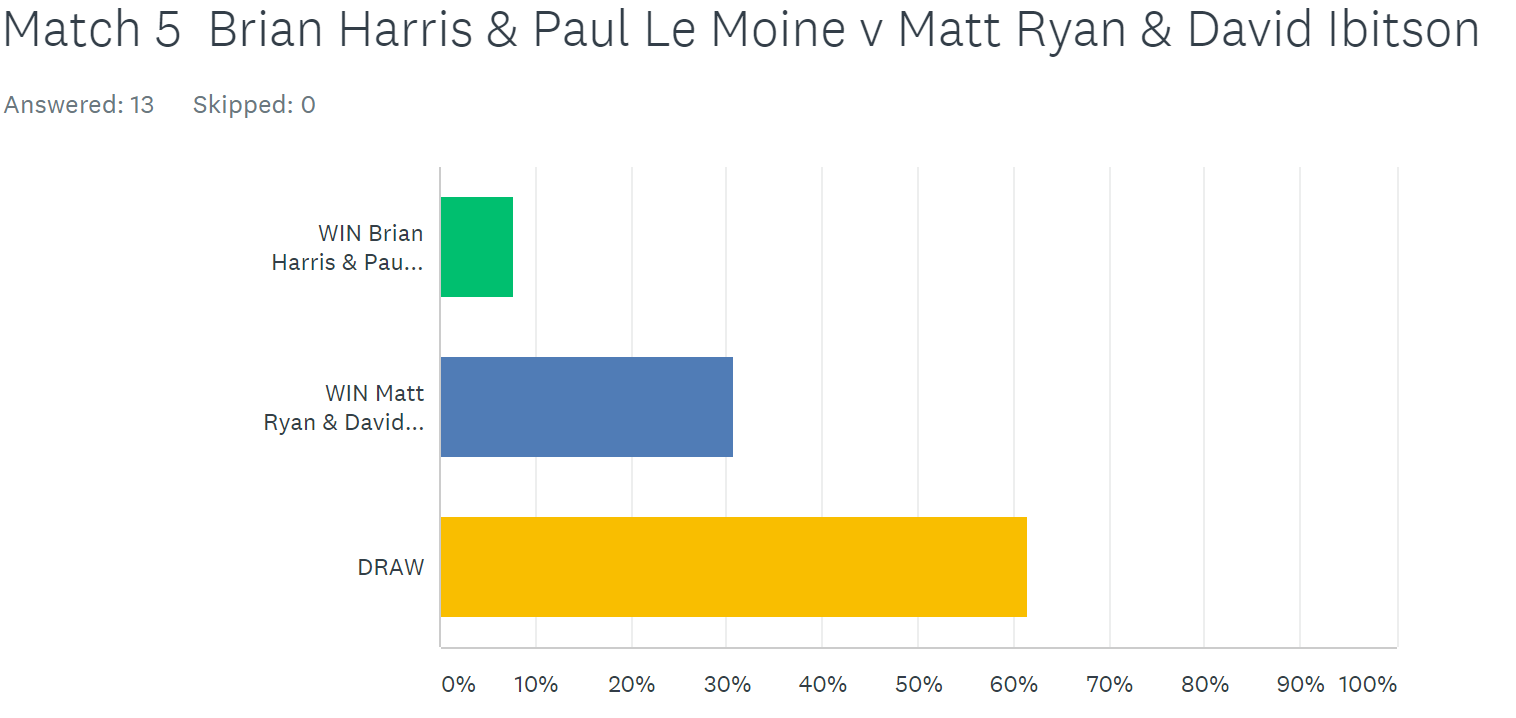 Match 5  Brian Harris & Paul Le Moine v Matt Ryan & David Ibitson
Answered: 13 Skipped: 0
WIN Brian
Harris & Pau...
WIN Matt
Ryan & David...
DRAW
0% 10% 20% 30% 40% 50% 60% 70% 80% 90% 100%